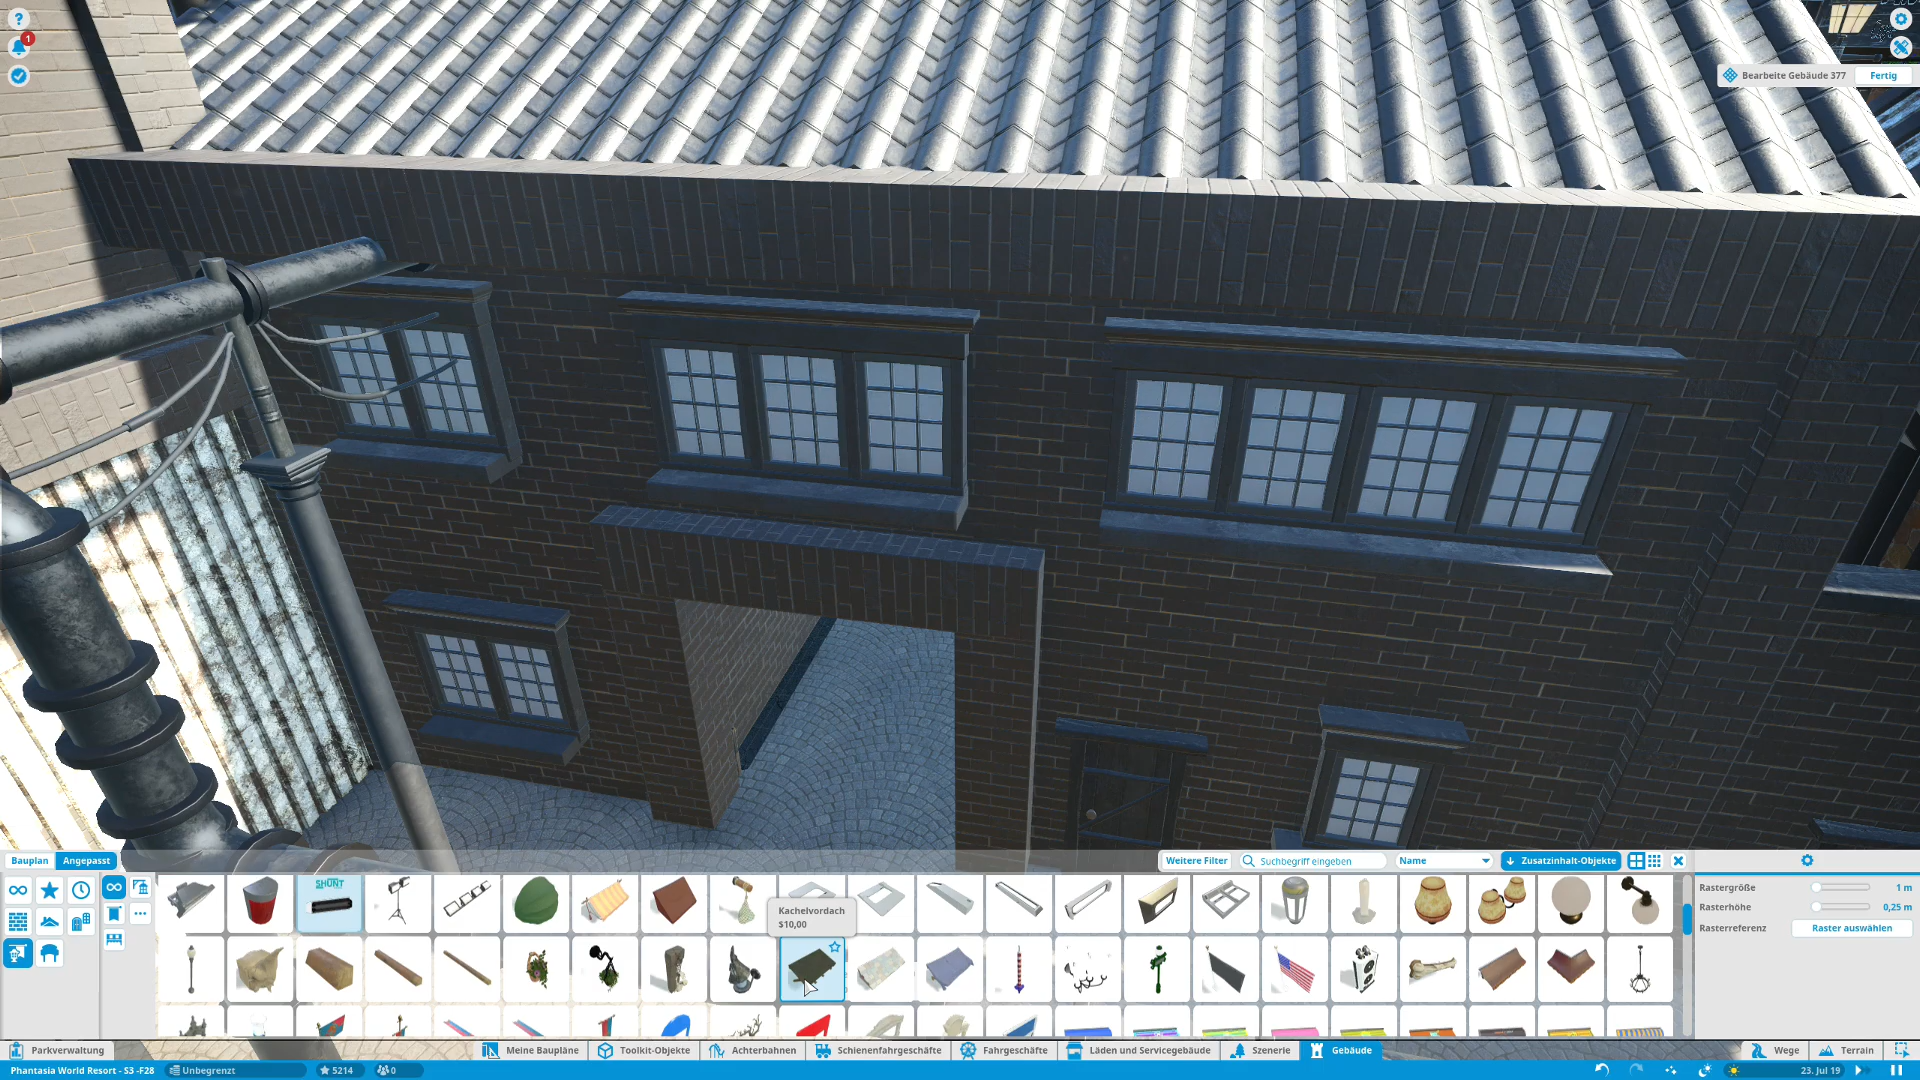 1
Bearbeite Gebäude 377
Fertig
Bauplan
Angepasst
Weitere Filter
Suchbegriff eingeben
Name
Zusatzinhalt-Objekte
SHUNT
Kachelvordach
$10,00
Rastergröße
1 m
Rasterhöhe
0,25 m
Rasterreferenz
Raster auswählen
Parkverwaltung
Meine Baupläne
Toolkit-Objekte
Achterbahnen
Schienenfahrgeschäfte
Fahrgeschäfte
Läden und Servicegebäude
Szenerie
Gebäude
Wege
Terrain
Phantasia World Resort - S3 -F28
Unbegrenzt
5214
0
23. Jul 19